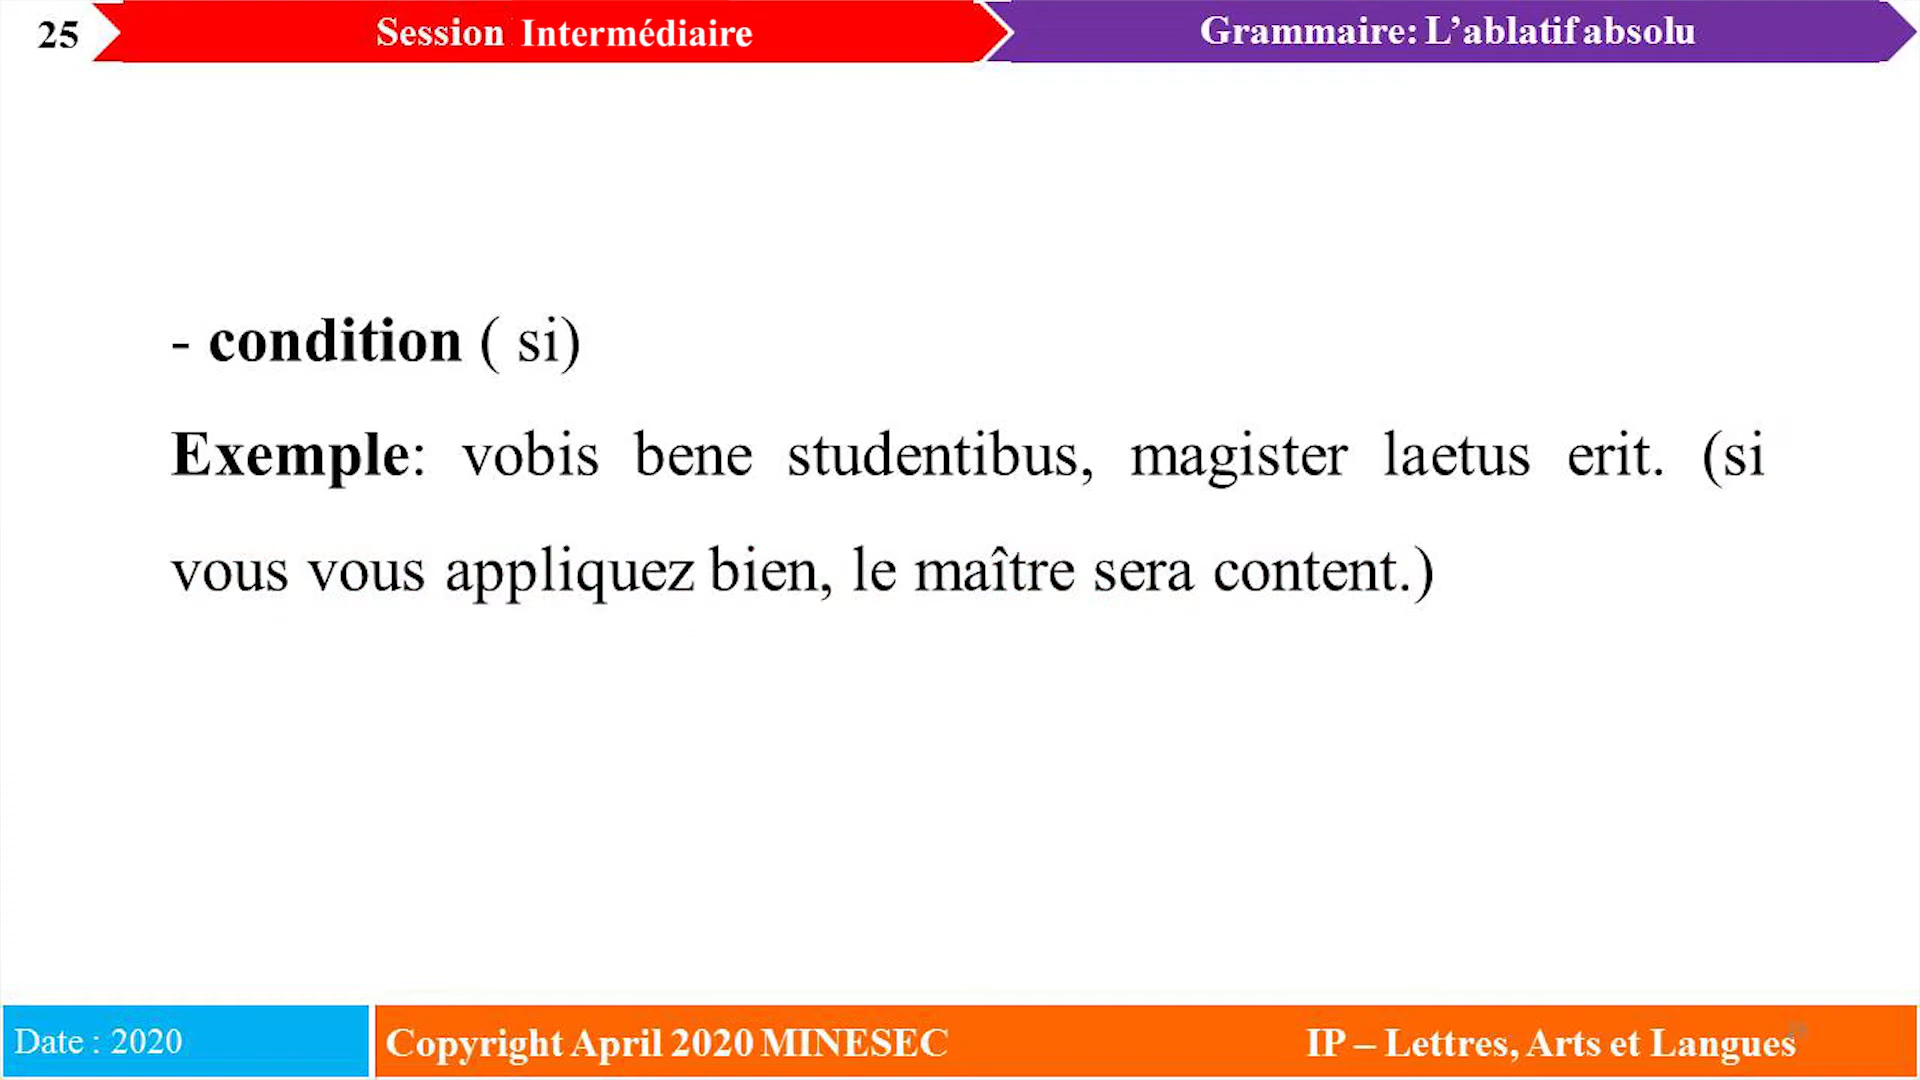 25
Session Intermédiaire
Grammaire: L’ablatif absolu
- condition ( si)
Exemple: vobis bene studentibus, magister laetus erit. (si
vous vous appliquez bien, le maître sera content.)
Date : 2020
Copyright April 2020 MINESEC
IP – Lettres, Arts et Langues